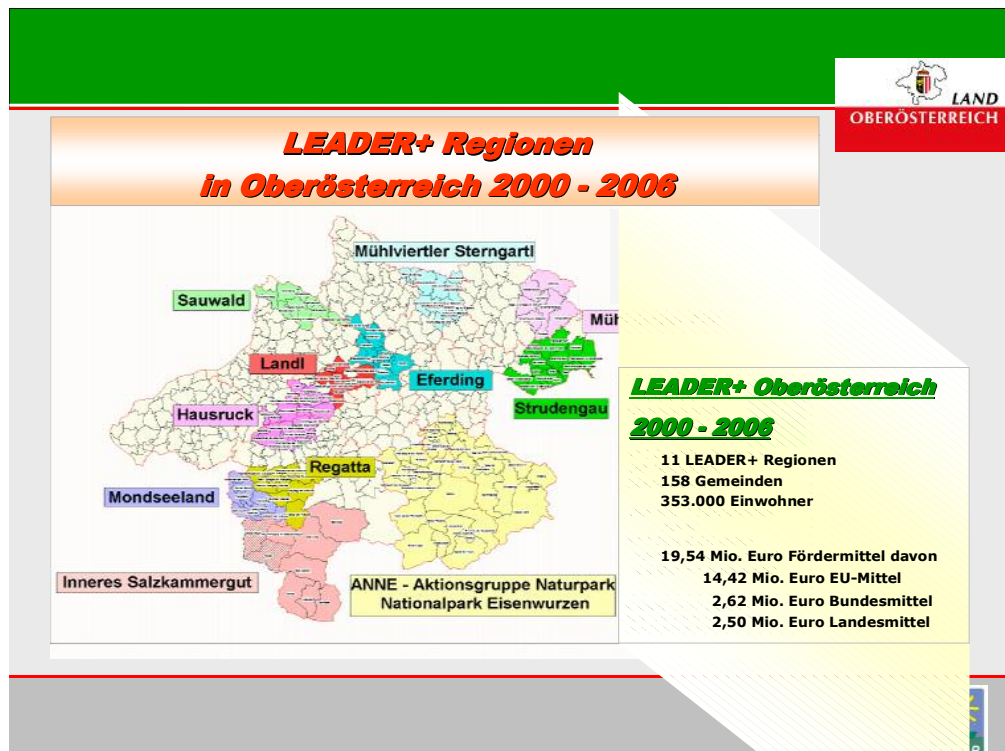 LAND
OBERÖSTERREICH
LEADER+ Regionen
in Oberösterreich 2000 - 2006
Mühlviertler Sterngartl
Sauwald
Müh
Landl
Eferding
Hausruck
Strudengau
Regatta
Mondseeland
Inneres Salzkammergut
ANNE - Aktionsgruppe Naturpark
Nationalpark Eisenwurzen
LEADER+ Oberösterreich
2000 - 2006
11 LEADER+ Regionen
158 Gemeinden
353.000 Einwohner
19,54 Mio. Euro Fördermittel davon
14,42 Mio. Euro EU-Mittel
2,62 Mio. Euro Bundesmittel
2,50 Mio. Euro Landesmittel